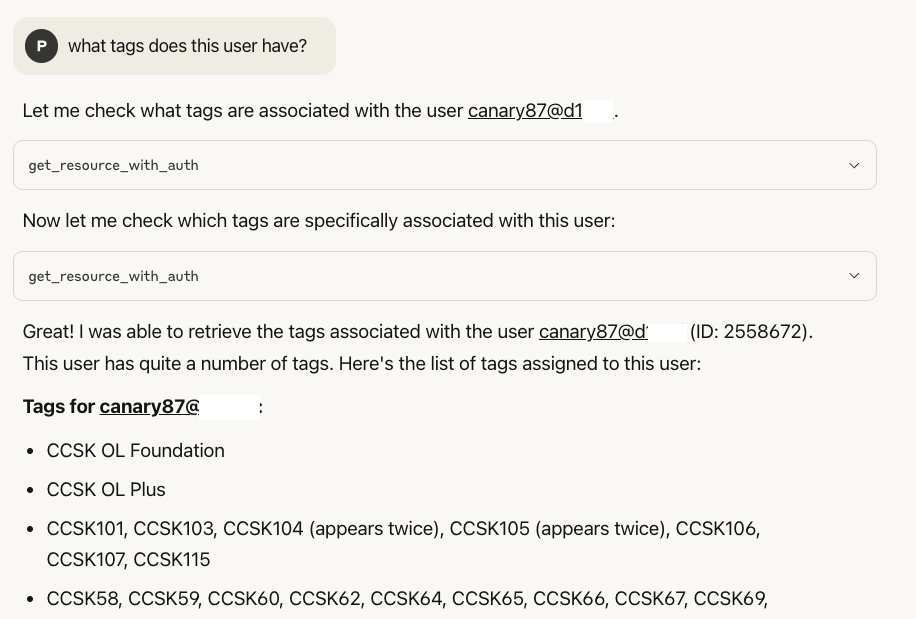 P what tags does this user have?
Let me check what tags are associated with the user canary87@d1 .
get_resource_with_auth
Now let me check which tags are specifically associated with this user:
get_resource_with_auth
Great! I was able to retrieve the tags associated with the user canary87@d (ID: 2558672).
This user has quite a number of tags. Here's the list of tags assigned to this user:
Tags for canary87@ :
• CCSK OL Foundation
• CCSK OL Plus
• CCSK101, CCSK103, CCSK104 (appears twice), CCSK105 (appears twice), CCSK106,
CCSK107, CCSK115
• CCSK58, CCSK59, CCSK60, CCSK62, CCSK64, CCSK65, CCSK66, CCSK67, CCSK69,